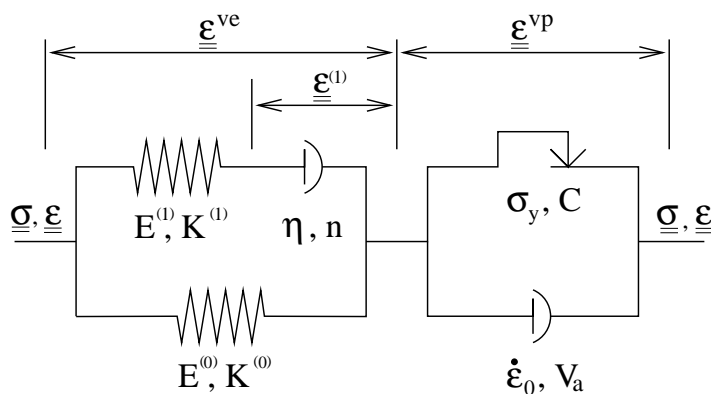 ε^ve ε^vp
ε^(1)
σ, ε
E^(1), K^(1)
η, n
σ_y, C
σ, ε
E^(0), K^(0)
ε̇_0, V_a